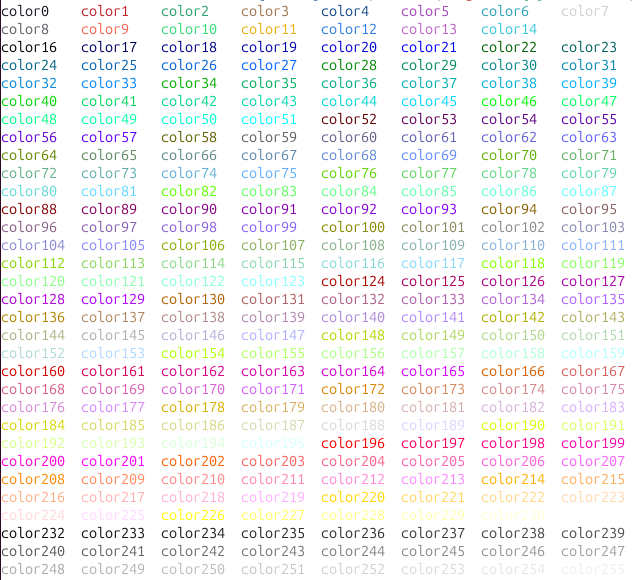 color0 color1 color2 color3 color4 color5 color6 color7
color8 color9 color10 color11 color12 color13 color14
color16 color17 color18 color19 color20 color21 color22 color23
color24 color25 color26 color27 color28 color29 color30 color31
color32 color33 color34 color35 color36 color37 color38 color39
color40 color41 color42 color43 color44 color45 color46 color47
color48 color49 color50 color51 color52 color53 color54 color55
color56 color57 color58 color59 color60 color61 color62 color63
color64 color65 color66 color67 color68 color69 color70 color71
color72 color73 color74 color75 color76 color77 color78 color79
color80 color81 color82 color83 color84 color85 color86 color87
color88 color89 color90 color91 color92 color93 color94 color95
color96 color97 color98 color99 color100 color101 color102 color103
color104 color105 color106 color107 color108 color109 color110 color111
color112 color113 color114 color115 color116 color117 color118 color119
color120 color121 color122 color123 color124 color125 color126 color127
color128 color129 color130 color131 color132 color133 color134 color135
color136 color137 color138 color139 color140 color141 color142 color143
color144 color145 color146 color147 color148 color149 color150 color151
color152 color153 color154 color155 color156 color157 color158 color159
color160 color161 color162 color163 color164 color165 color166 color167
color168 color169 color170 color171 color172 color173 color174 color175
color176 color177 color178 color179 color180 color181 color182 color183
color184 color185 color186 color187 color188 color189 color190 color191
color192 color193 color194 color195 color196 color197 color198 color199
color200 color201 color202 color203 color204 color205 color206 color207
color208 color209 color210 color211 color212 color213 color214 color215
color216 color217 color218 color219 color220 color221 color222 color223
color224 color225 color226 color227 color228 color229 color230
color232 color233 color234 color235 color236 color237 color238 color239
color240 color241 color242 color243 color244 color245 color246 color247
color248 color249 color250 color251 color252 color253 color254 color255